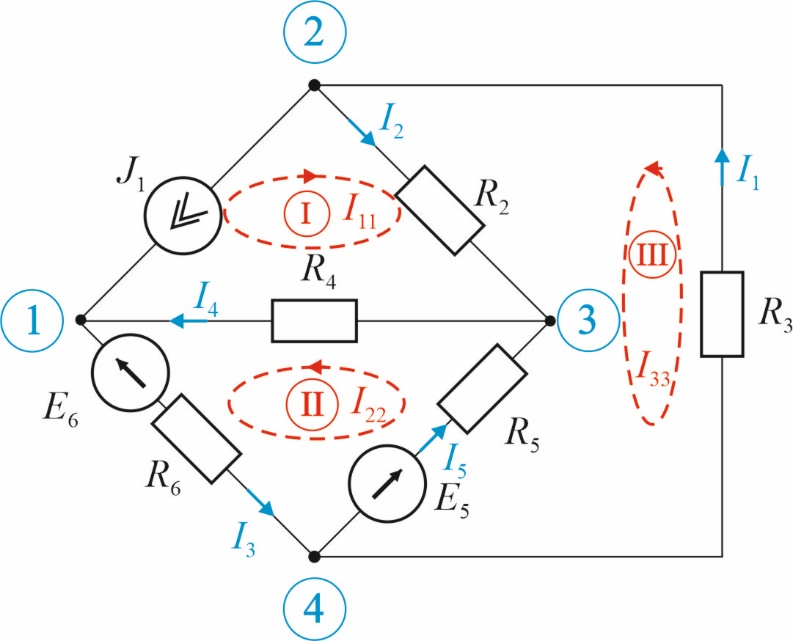 2
I₂
J₁
I
I₁₁
R₂
I₁
III
R₄
1
I₄
3
R₃
I₃₃
E₆
II
I₂₂
R₅
R₆
I₅
E₅
I₃
4